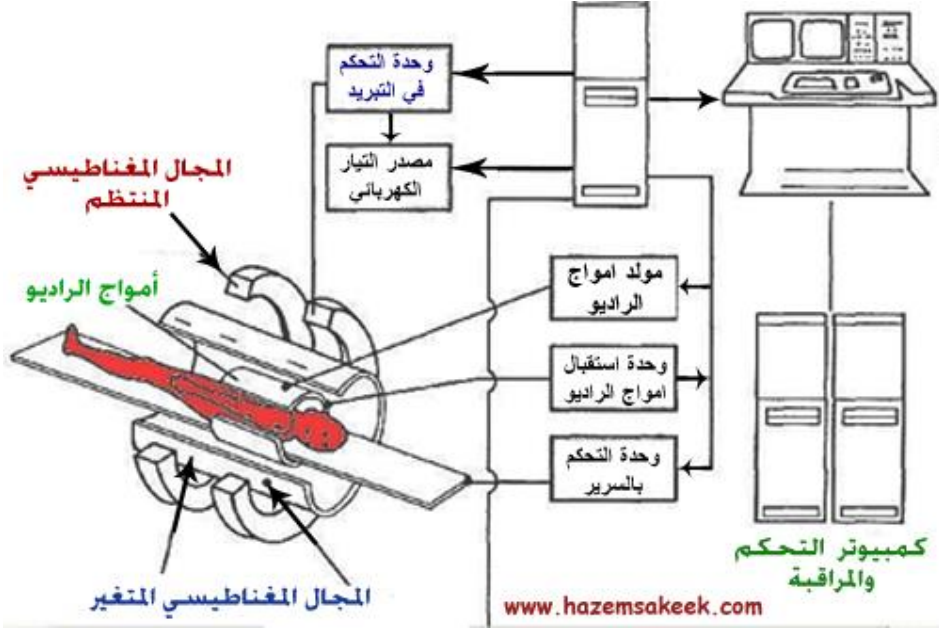 وحدة التحكم
في التبريد
مصدر التيار
الكهربائي
المجال المغناطيسي
المنتظم
أمواج الراديو
مولد امواج
الراديو
وحدة استقبال
امواج الراديو
وحدة التحكم
بالسرير
كمبيوتر التحكم
والمراقبة
المجال المغناطيسي المتغير
www.hazemsakeek.com